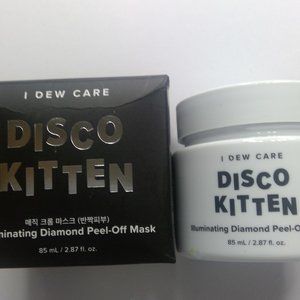 I DEW CARE
DISCO
KITTEN
매직 크롬 마스크 (반짝피부)
minating Diamond Peel-Off Mask
85 mL / 2.87 fl. oz.
I DEW CARE
DISCO
KITTEN
Illuminating Diamond Peel-O
85 mL / 2.87 fl. oz.